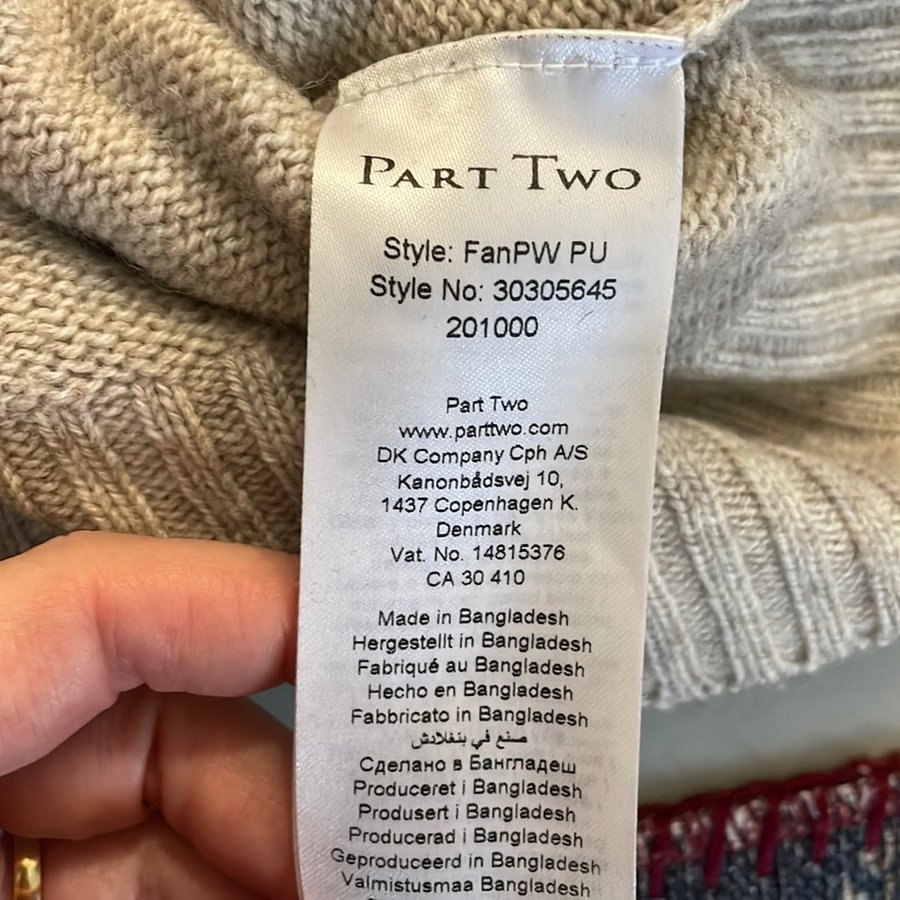 PART TWO
Style: FanPW PU
Style No: 30305645
201000
Part Two
www.parttwo.com
DK Company Cph A/S
Kanonbådsvej 10,
1437 Copenhagen K.
Denmark
Vat. No. 14815376
CA 30 410
Made in Bangladesh
Hergestellt in Bangladesh
Fabriqué au Bangladesh
Hecho en Bangladesh
Fabbricato in Bangladesh
صنع في بنغلادش
Сделано в Бангладеш
Produceret i Bangladesh
Produsert i Bangladesh
Producerad i Bangladesh
Geproduceerd in Bangladesh
Valmistusmaa Bangladesh